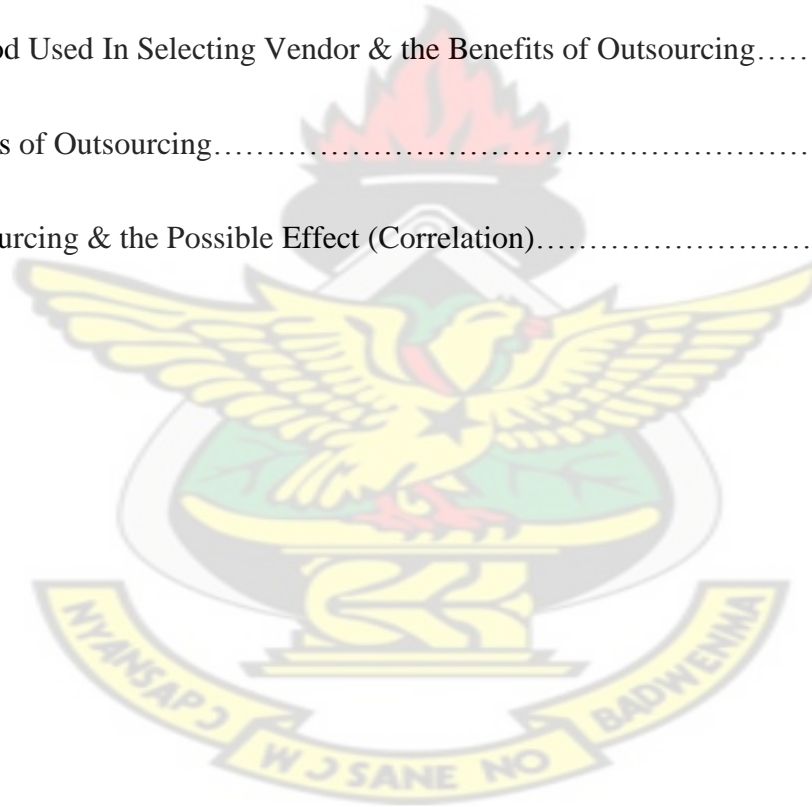 od Used In Selecting Vendor & the Benefits of Outsourcing……
s of Outsourcing………………………………………………………
urcing & the Possible Effect (Correlation)………………………
NYANSAPƆ WƆSANE NO BADWENMA